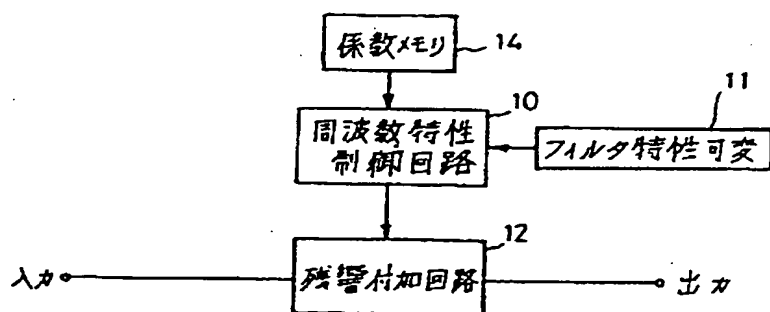 係数メモリ
14
10
11
周波数特性
制御回路
フィルタ特性可変
12
入力
残響付加回路
出力